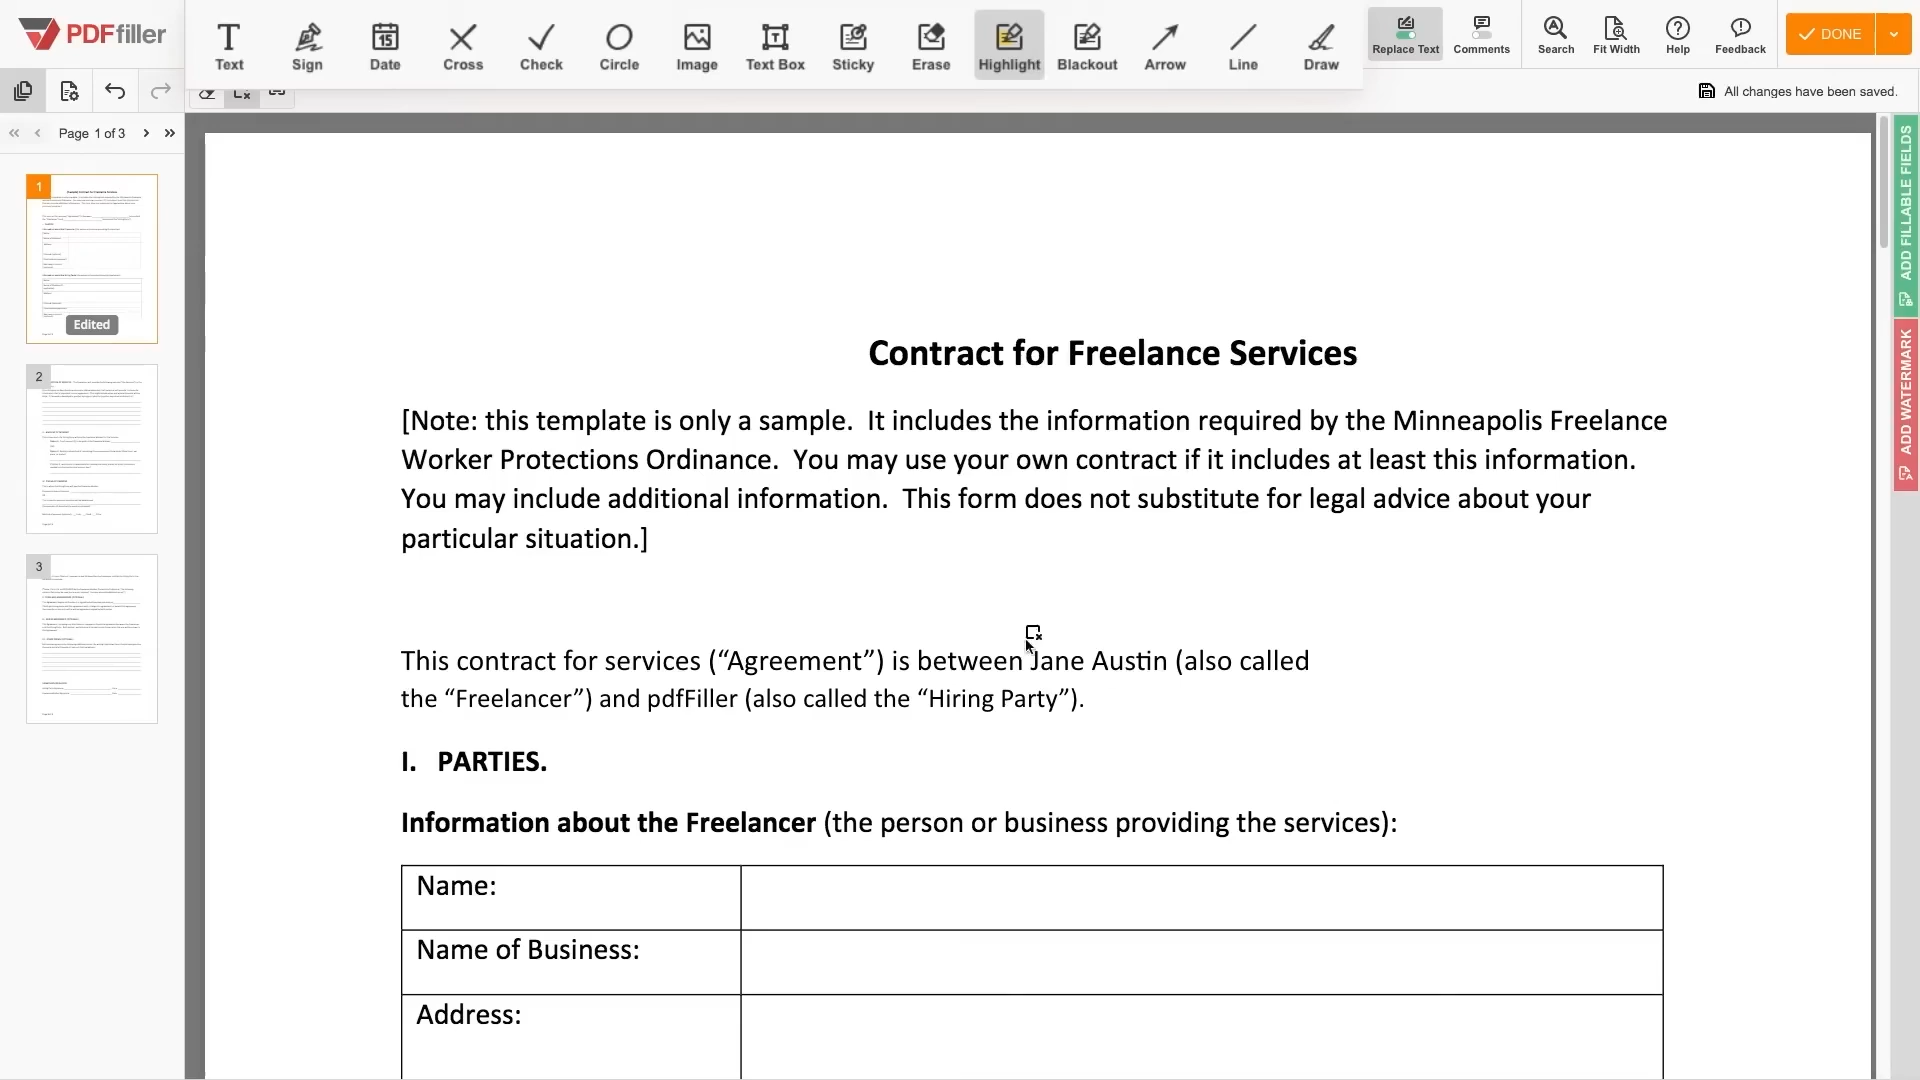 PDFfiller
Text
Sign
15
Date
Cross
Check
Circle
Image
Text Box
Sticky
Erase
Highlight
Blackout
Arrow
Line
Draw
Replace Text
Comments
Search
Fit Width
Help
Feedback
DONE
All changes have been saved.
Page 1 of 3
1
Edited
2
3
ADD FILLABLE FIELDS
ADD WATERMARK
Contract for Freelance Services
[Note: this template is only a sample.  It includes the information required by the Minneapolis Freelance
Worker Protections Ordinance.  You may use your own contract if it includes at least this information.
You may include additional information.  This form does not substitute for legal advice about your
particular situation.]
This contract for services (“Agreement”) is between Jane Austin (also called
the “Freelancer”) and pdfFiller (also called the “Hiring Party”).
I. PARTIES.
Information about the Freelancer (the person or business providing the services):
Name:
Name of Business:
Address: